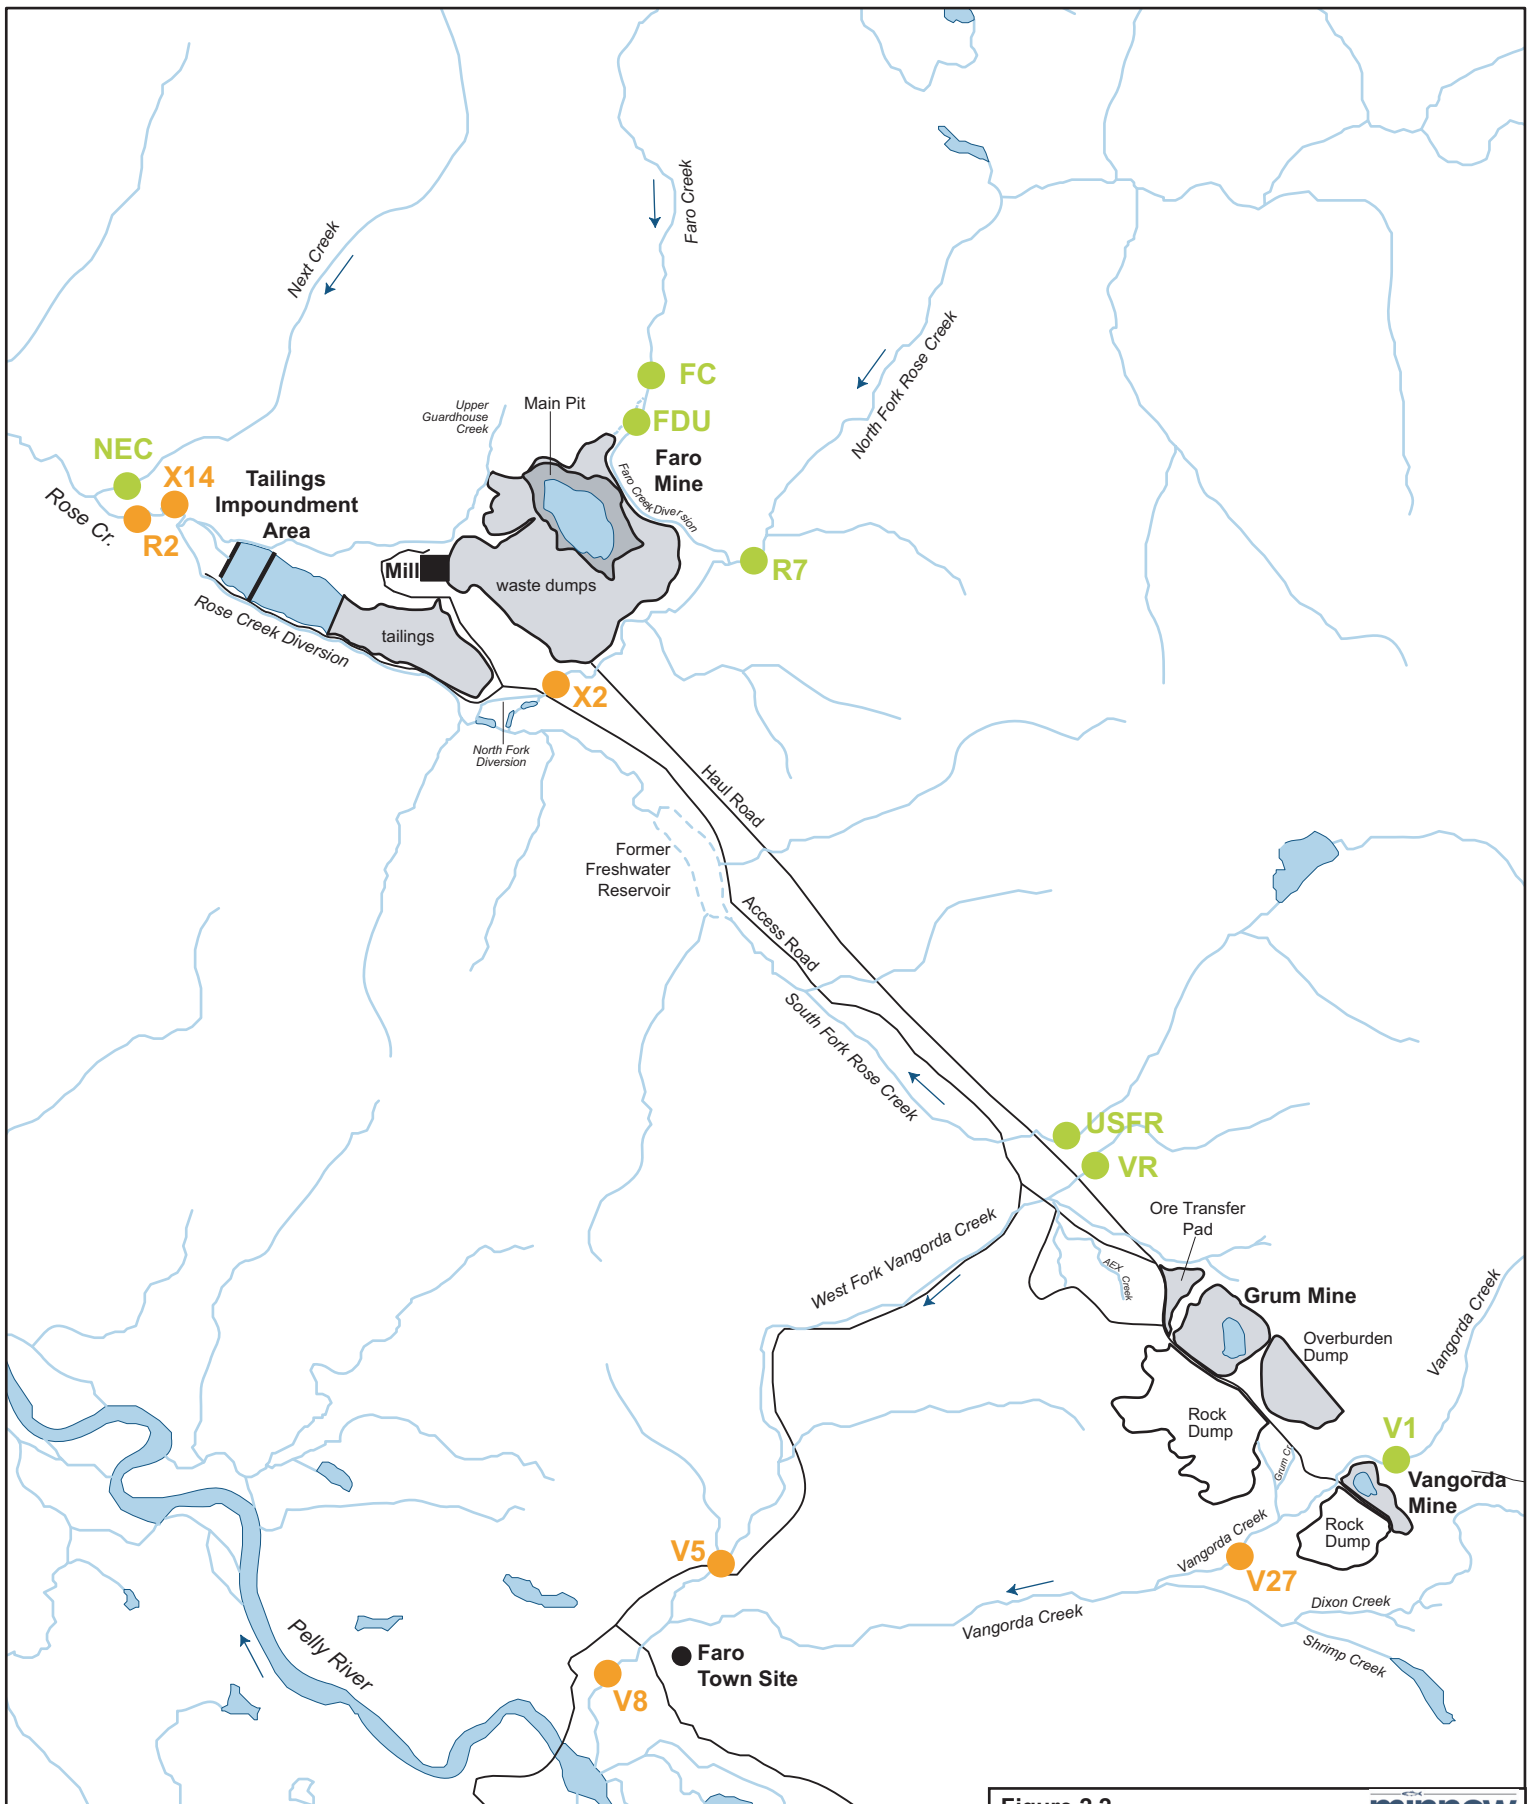 Faro Creek
Next Creek
North Fork Rose Creek
FC
FDU
Upper
Guardhouse
Creek
Main Pit
Faro
Mine
Faro Creek Diversion
NEC
X14
Rose Cr.
R2
Tailings
Impoundment
Area
Mill
waste dumps
R7
Rose Creek Diversion
tailings
X2
North Fork
Diversion
Haul Road
Former
Freshwater
Reservoir
Access Road
South Fork Rose Creek
USFR
VR
Ore Transfer
Pad
West Fork Vangorda Creek
AEX Creek
Grum Mine
Overburden
Dump
Vangorda Creek
Rock
Dump
Grum Cr.
V1
Vangorda
Mine
Rock
Dump
Vangorda Creek
V27
V5
Dixon Creek
Vangorda Creek
Shrimp Creek
Pelly River
Faro
Town Site
V8